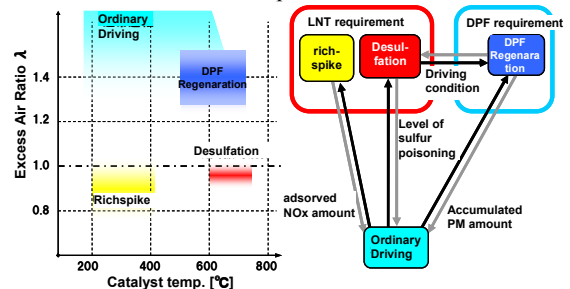 Ordinary
Driving
DPF
Regenaration
Desulfation
Richspike
Excess Air Ratio λ
1.4
1.2
1.0
0.8
200
400
600
800
Catalyst temp. [℃]
LNT requirement
DPF requirement
rich-
spike
Desul-
fation
DPF
Regenara
tion
Driving
condition
Level of
sulfur
poisoning
adsorved
NOx amount
Accumulated
PM amount
Ordinary
Driving